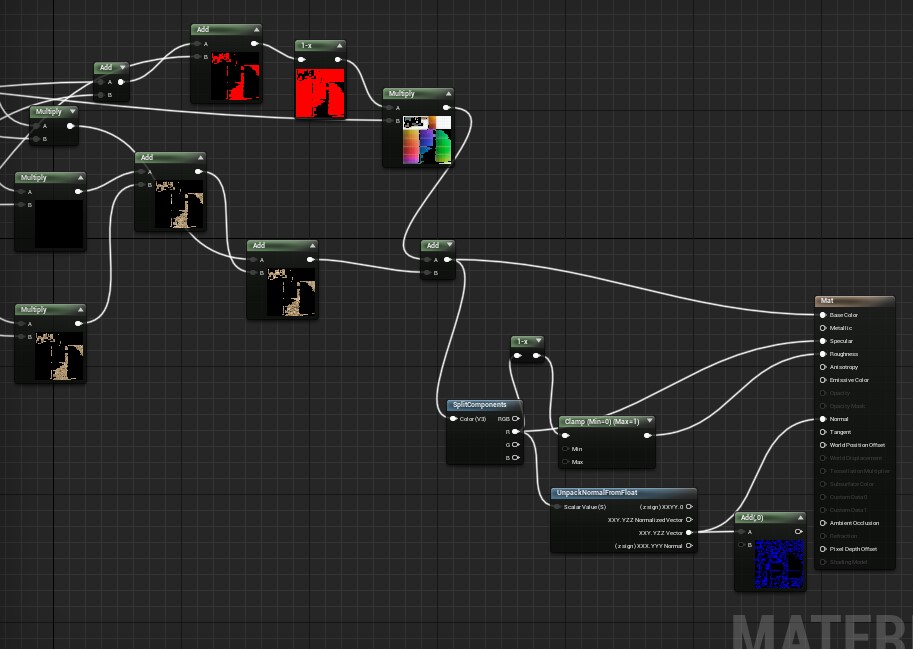 Add
A
B
1-x
Add
A
B
Multiply
A
B
Multiply
A
B
Add
A
B
Multiply
A
B
Add
A
B
Add
A
B
Multiply
A
B
Mat
Base Color
Metallic
Specular
Roughness
Anisotropy
Emissive Color
Opacity
Opacity Mask
Normal
Tangent
World Position Offset
World Displacement
Tessellation Multiplier
Subsurface Color
Custom Data 0
Custom Data 1
Ambient Occlusion
Refraction
Pixel Depth Offset
Shading Model
1-x
SplitComponents
Color (V3) RGB
R
G
B
Clamp (Min=0) (Max=1)
Min
Max
UnpackNormalFromFloat
Scalar Value (S) (z sign) XXYY. 0
XXY.YZZ Normalized Vector
XXY.YZZ Vector
(z sign) XXX.YYY Normal
Add(,0)
A
B
MATER